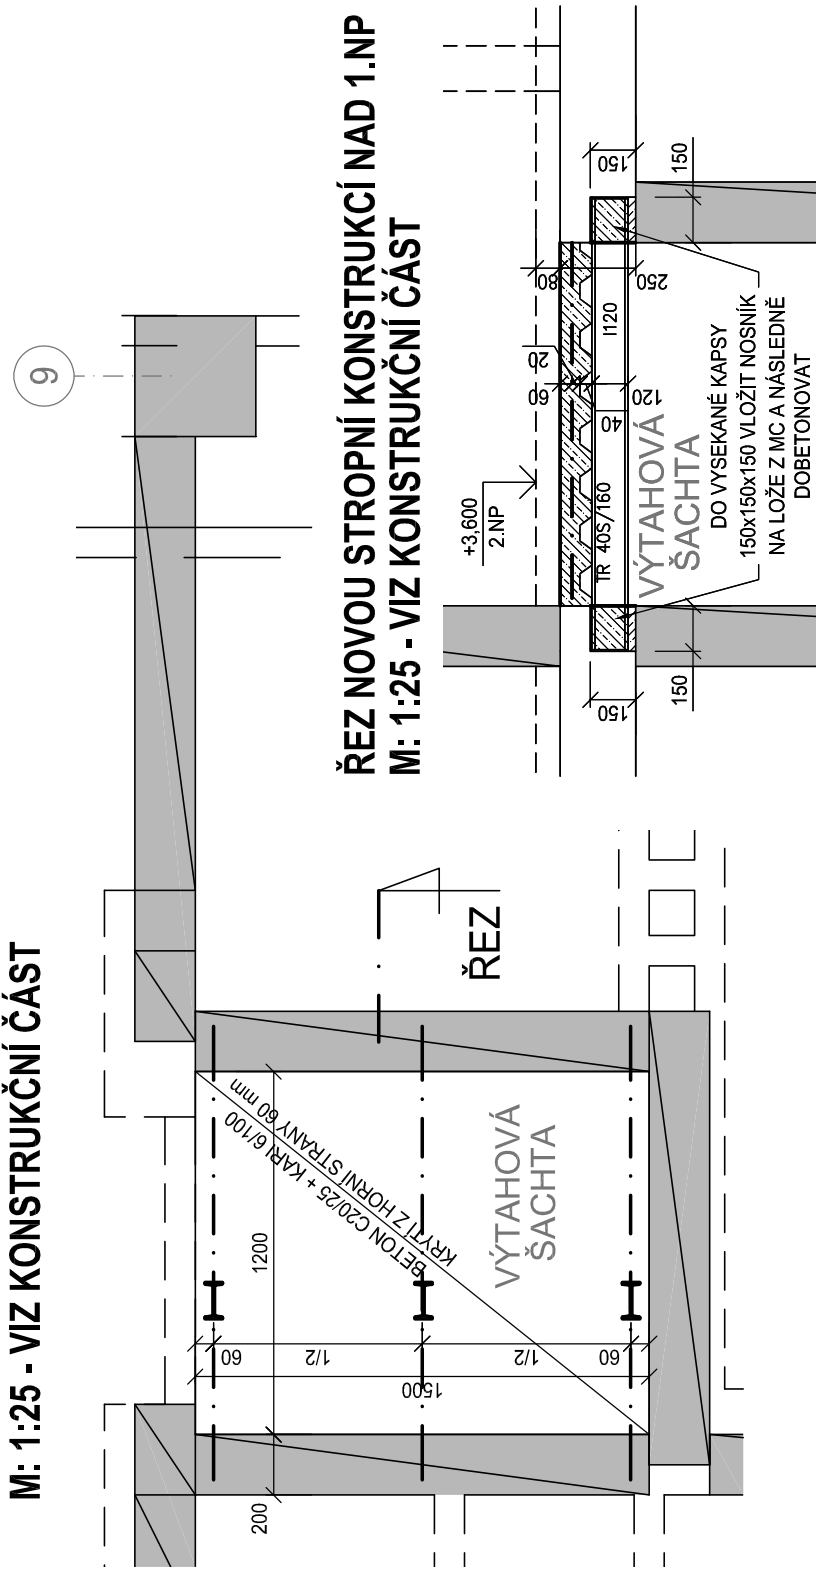 M: 1:25 - VIZ KONSTRUKČNÍ ČÁST
9
ŘEZ NOVOU STROPNÍ KONSTRUKCÍ NAD 1.NP
M: 1:25 - VIZ KONSTRUKČNÍ ČÁST
200
1200
60
1/2
1/2
60
1500
BETON C20/25 + KARI 6/100
KRYTÍ Z HORNÍ STRANY 60 mm
VÝTAHOVÁ
ŠACHTA
ŘEZ
+3,600
2.NP
60
20
80
TR 40S/160
40
120
I120
250
150
150
150
150
VÝTAHOVÁ
ŠACHTA
DO VYSEKANÉ KAPSY
150x150x150 VLOŽIT NOSNÍK
NA LOŽE Z MC A NÁSLEDNĚ
DOBETONOVAT